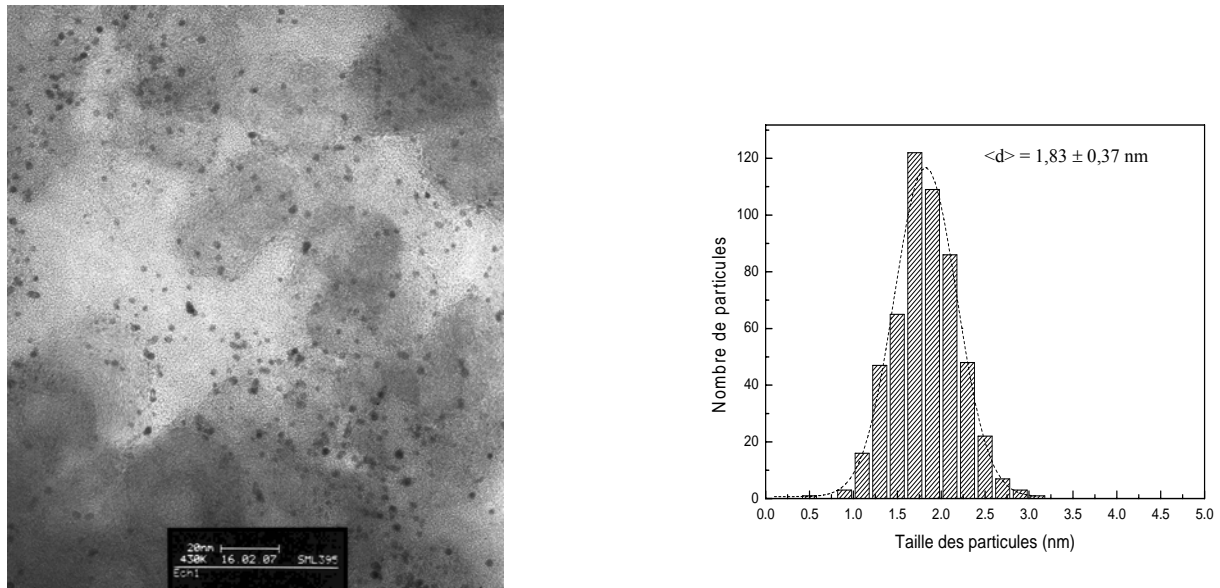 20nm
430K 16.02.07 SML395
Ech1
<d> = 1,83 ± 0,37 nm
Nombre de particules
120
100
80
60
40
20
0
0.0 0.5 1.0 1.5 2.0 2.5 3.0 3.5 4.0 4.5 5.0
Taille des particules (nm)